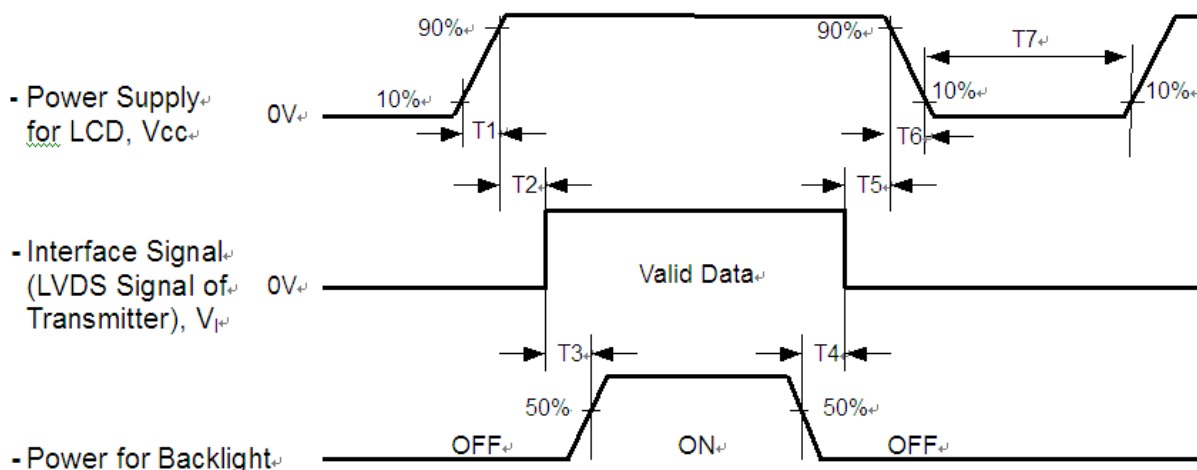 90%↵ 90%↵ T7↵
- Power Supply↵ 10%↵ 10%↵ 10%↵
for LCD, Vcc↵ 0V↵ T1↵ T6↵
T2↵ T5↵
- Interface Signal↵
(LVDS Signal of↵ 0V↵ Valid Data↵
Transmitter), VI↵
T3↵ T4↵
50%. 50%↵
- Power for Backlight↵ OFF↵ ON↵ OFF↵